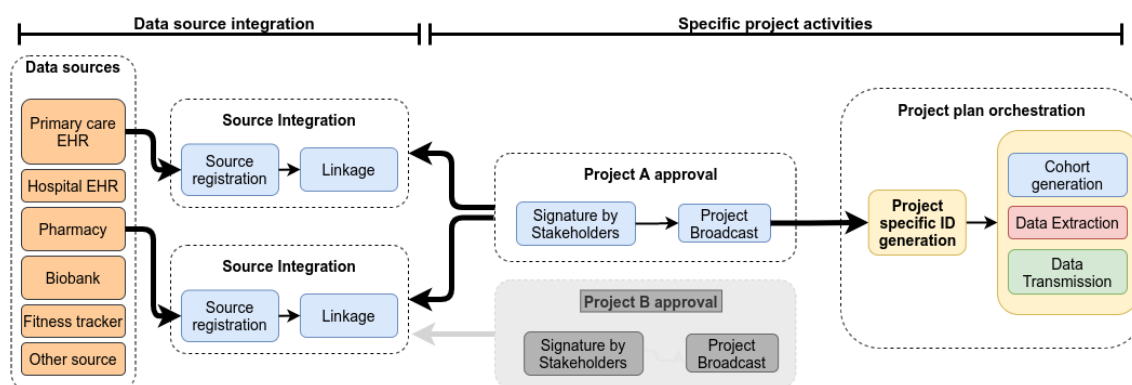 Data source integration
Specific project activities
Data sources
Primary care
EHR
Hospital EHR
Pharmacy
Biobank
Fitness tracker
Other source
Source Integration
Source
registration
Linkage
Source Integration
Source
registration
Linkage
Project A approval
Signature by
Stakeholders
Project
Broadcast
Project B approval
Signature by
Stakeholders
Project
Broadcast
Project plan orchestration
Project
specific ID
generation
Cohort
generation
Data Extraction
Data
Transmission